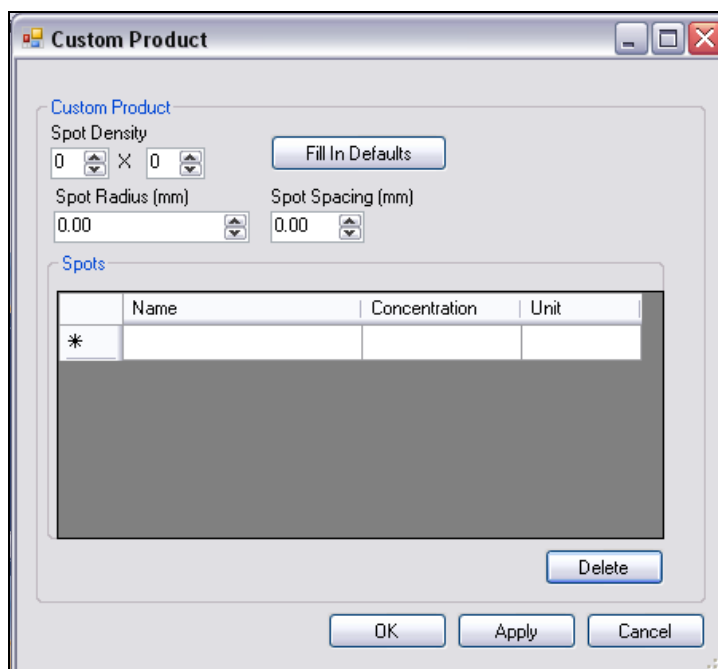 Custom Product
Custom Product
Spot Density
0 X 0 Fill In Defaults
Spot Radius (mm) Spot Spacing (mm)
0.00 0.00
Spots
Name Concentration Unit
*
Delete
OK Apply Cancel